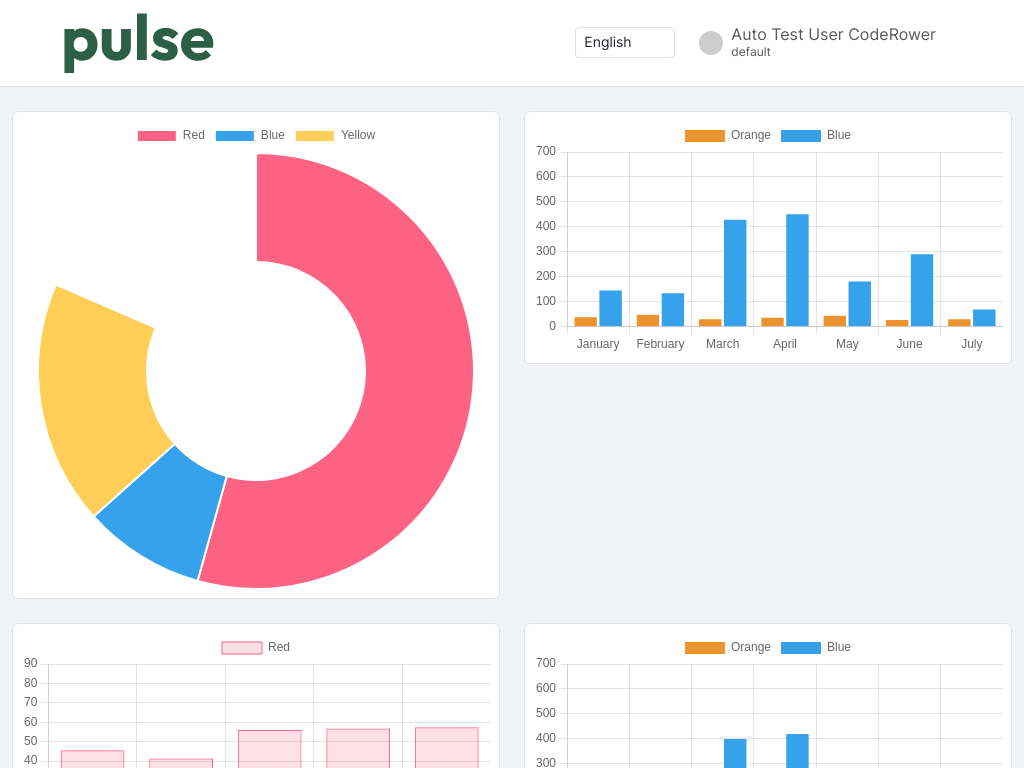 pulse
English
Auto Test User CodeRower
default
Red Blue Yellow
Orange Blue
700
600
500
400
300
200
100
0
January February March April May June July
Red
90
80
70
60
50
40
Orange Blue
700
600
500
400
300